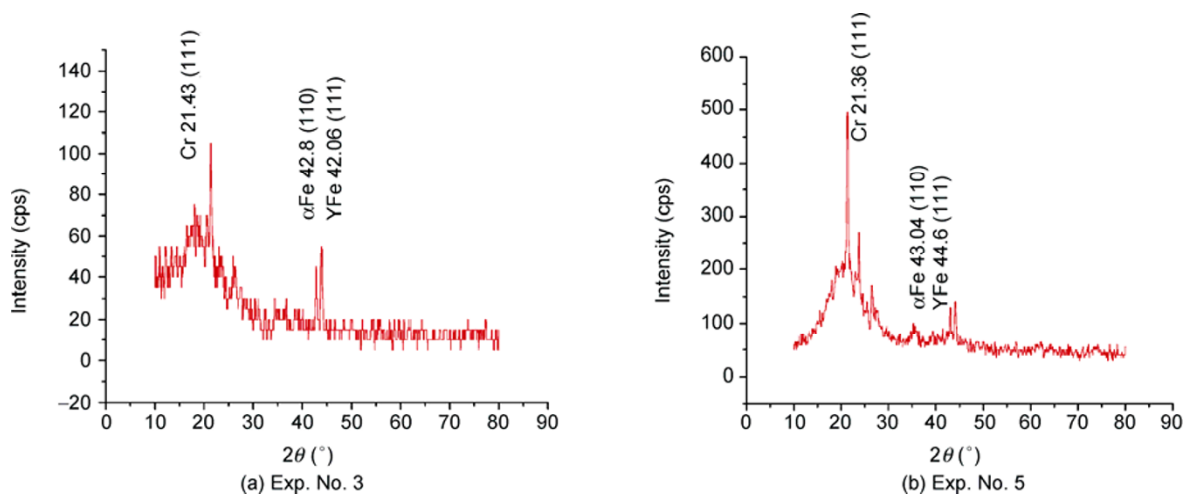 150
140
120
100
80
60
40
20
0
–20
0 10 20 30 40 50 60 70 80 90
Intensity (cps)
2θ (°)
Cr 21.43 (111)
αFe 42.8 (110)
YFe 42.06 (111)
(a) Exp. No. 3
600
500
400
300
200
100
0
0 10 20 30 40 50 60 70 80 90
Intensity (cps)
2θ (°)
Cr 21.36 (111)
αFe 43.04 (110)
YFe 44.6 (111)
(b) Exp. No. 5